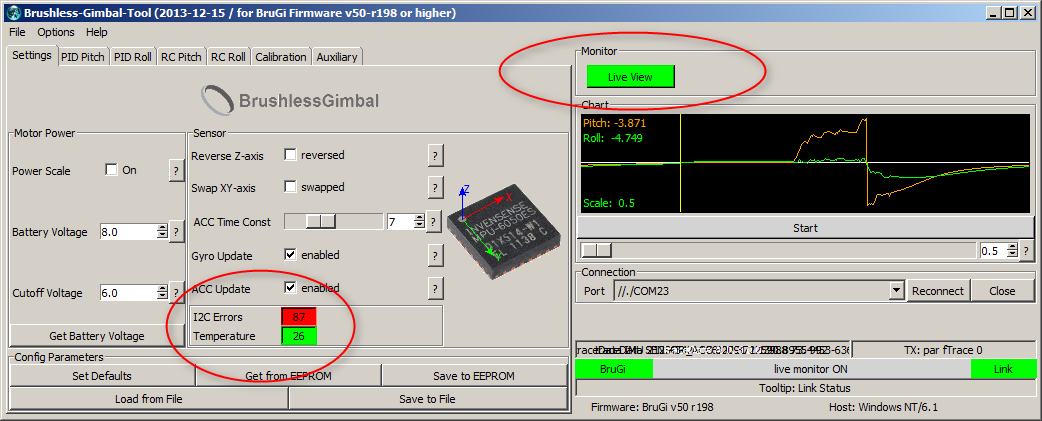 Brushless-Gimbal-Tool (2013-12-15 / for BruGi Firmware v50-r198 or higher)
File Options Help
Settings PID Pitch PID Roll RC Pitch RC Roll Calibration Auxiliary
BrushlessGimbal
Motor Power
Power Scale On ?
Battery Voltage 8.0 ?
Cutoff Voltage 6.0 ?
Get Battery Voltage
Sensor
Reverse Z-axis reversed ?
Swap XY-axis swapped ?
ACC Time Const 7 ?
Gyro Update enabled ?
ACC Update enabled ?
I2C Errors 87
Temperature 26
Z
X
Y
INVENSENSE
MPU-6050ES
Config Parameters
Set Defaults Get from EEPROM Save to EEPROM
Load from File Save to File
Monitor
Live View
Chart
Pitch: -3.871
Roll: -4.749
Scale: 0.5
Start
0.5 ?
Connection
Port //./COM23 Reconnect Close
TX: par fTrace 0
BruGi live monitor ON Link
Tooltip: Link Status
Firmware: BruGi v50 r198 Host: Windows NT/6.1